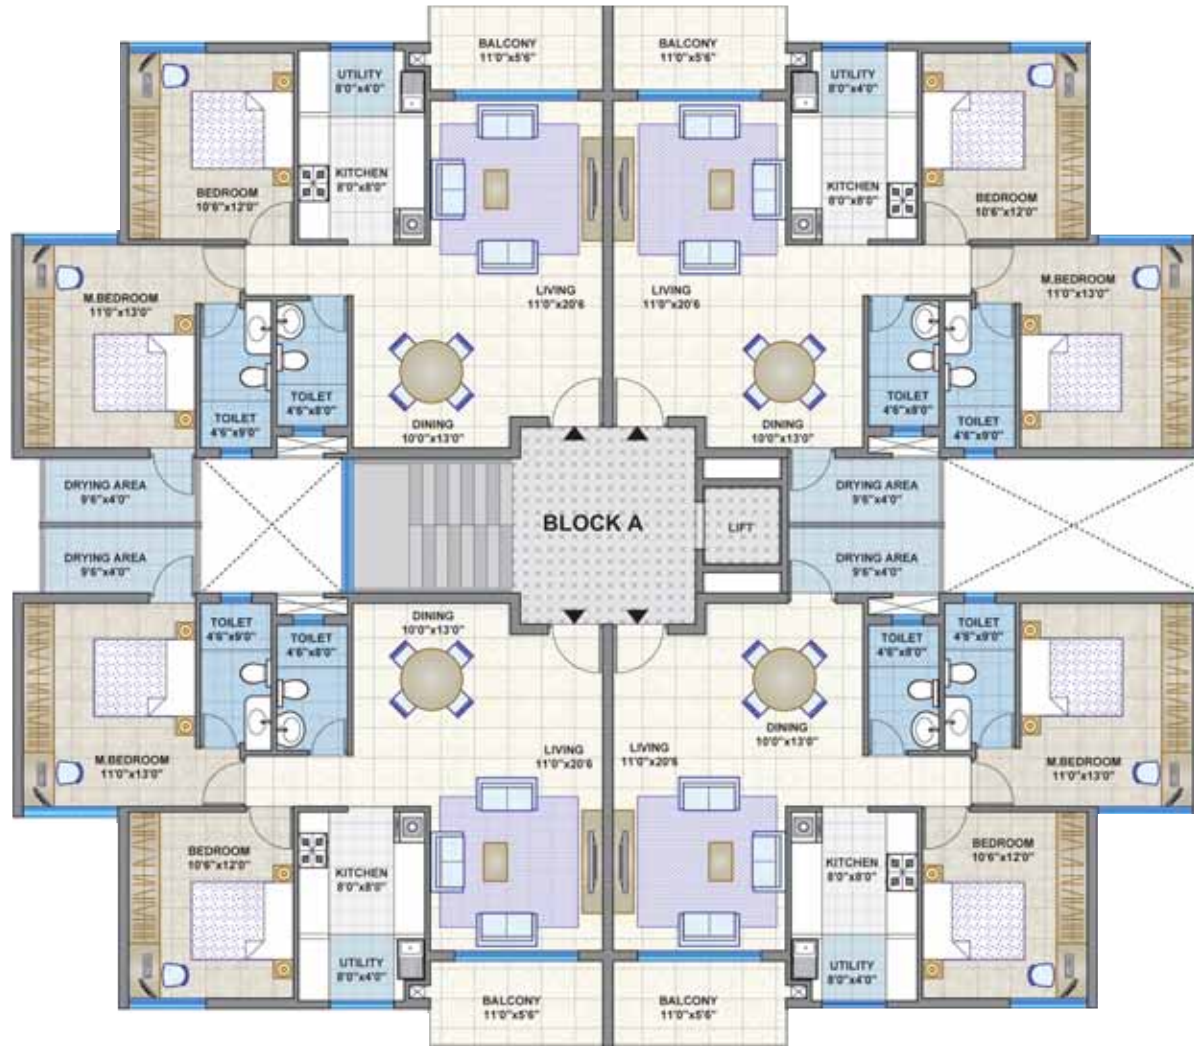 BALCONY
11'0"x5'6"
BALCONY
11'0"x5'6"
UTILITY
8'0"x4'0"
UTILITY
8'0"x4'0"
KITCHEN
8'0"x8'0"
KITCHEN
8'0"x8'0"
BEDROOM
10'6"x12'0"
BEDROOM
10'6"x12'0"
M.BEDROOM
11'0"x13'0"
LIVING
11'0"x20'6
LIVING
11'0"x20'6
M.BEDROOM
11'0"x13'0"
TOILET
4'6"x9'0"
TOILET
4'6"x8'0"
DINING
10'0"x13'0"
DINING
10'0"x13'0"
TOILET
4'6"x8'0"
TOILET
4'6"x9'0"
DRYING AREA
9'6"x4'0"
DRYING AREA
9'6"x4'0"
BLOCK A
LIFT
DRYING AREA
9'6"x4'0"
DRYING AREA
9'6"x4'0"
TOILET
4'6"x9'0"
TOILET
4'6"x8'0"
DINING
10'0"x13'0"
TOILET
4'6"x8'0"
TOILET
4'6"x9'0"
DINING
10'0"x13'0"
M.BEDROOM
11'0"x13'0"
LIVING
11'0"x20'6
LIVING
11'0"x20'6
M.BEDROOM
11'0"x13'0"
BEDROOM
10'6"x12'0"
KITCHEN
8'0"x8'0"
KITCHEN
8'0"x8'0"
BEDROOM
10'6"x12'0"
UTILITY
8'0"x4'0"
UTILITY
8'0"x4'0"
BALCONY
11'0"x5'6"
BALCONY
11'0"x5'6"